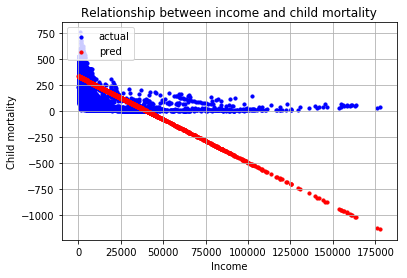 Relationship between income and child mortality
actual
pred
750
500
250
0
−250
−500
−750
−1000
Child mortality
0 25000 50000 75000 100000 125000 150000 175000
Income